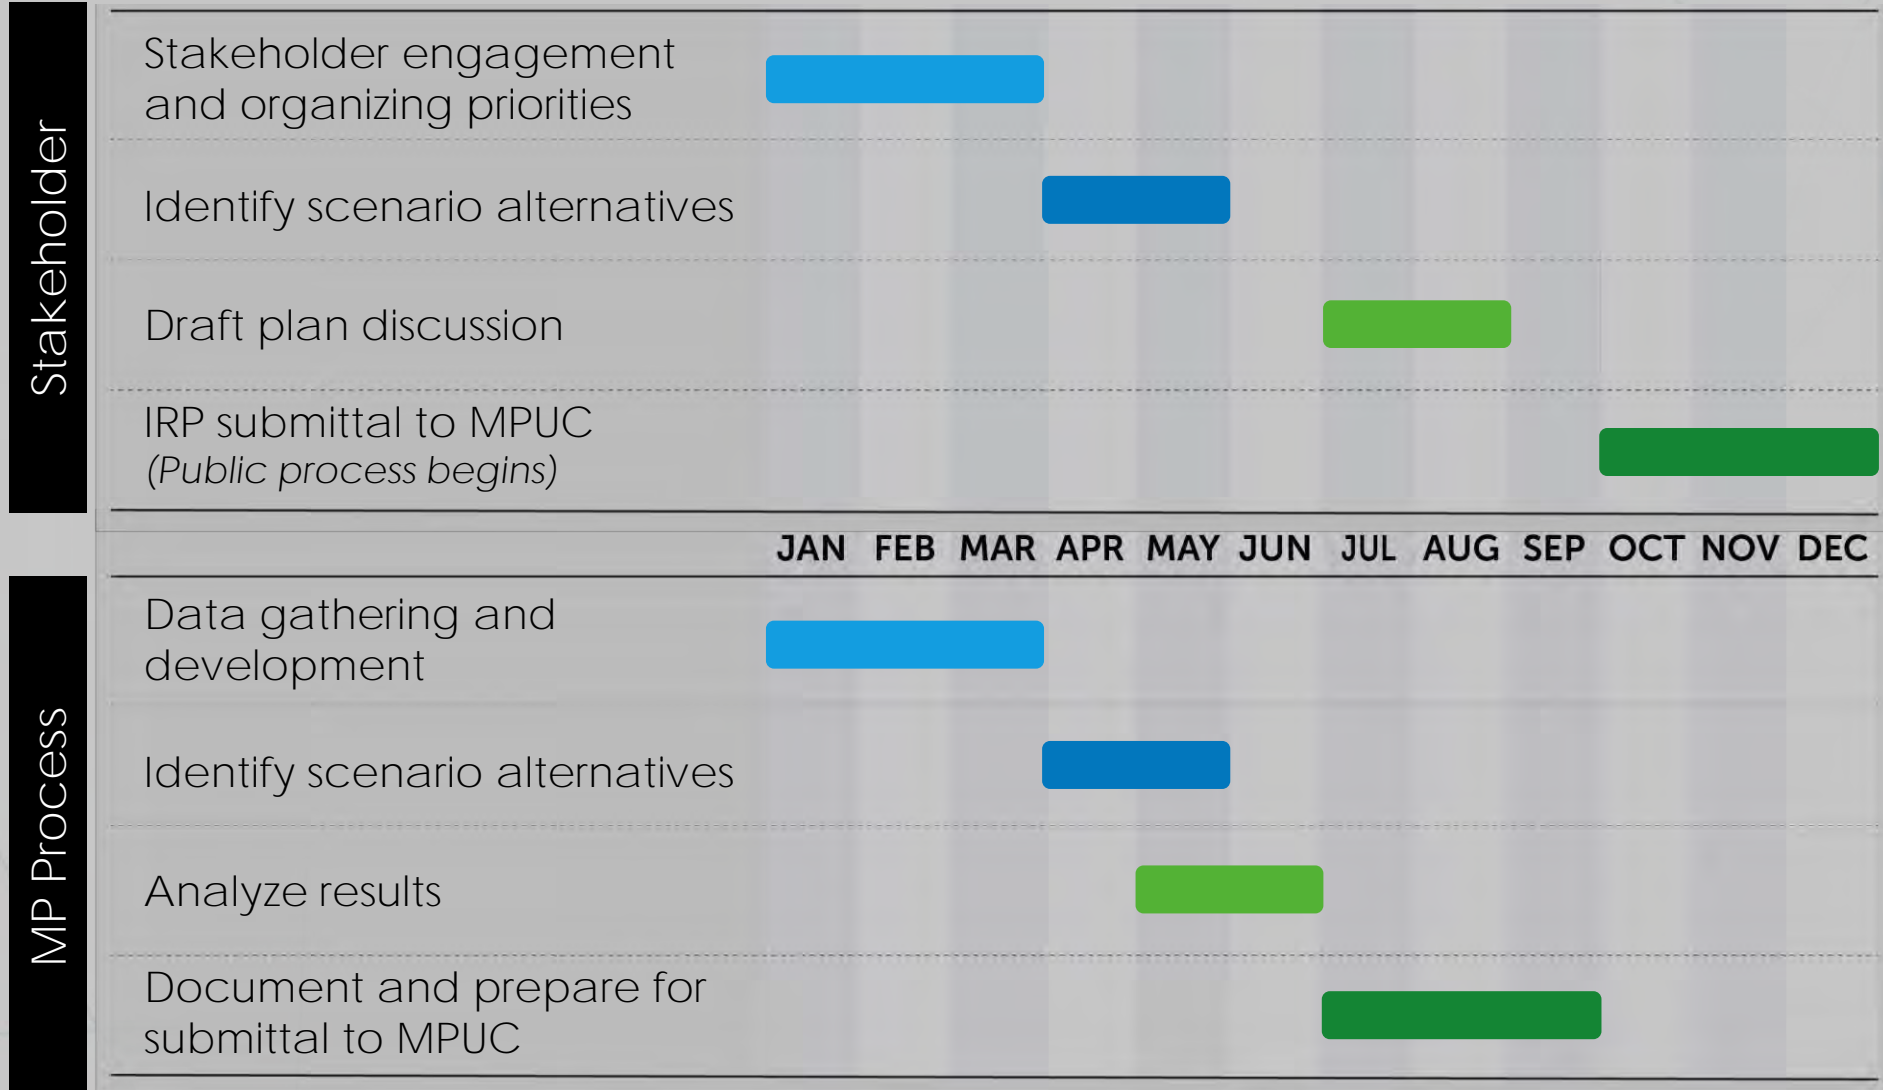 Stakeholder
Stakeholder engagement
and organizing priorities
Identify scenario alternatives
Draft plan discussion
IRP submittal to MPUC
(Public process begins)
JAN FEB MAR APR MAY JUN JUL AUG SEP OCT NOV DEC
MP Process
Data gathering and
development
Identify scenario alternatives
Analyze results
Document and prepare for
submittal to MPUC